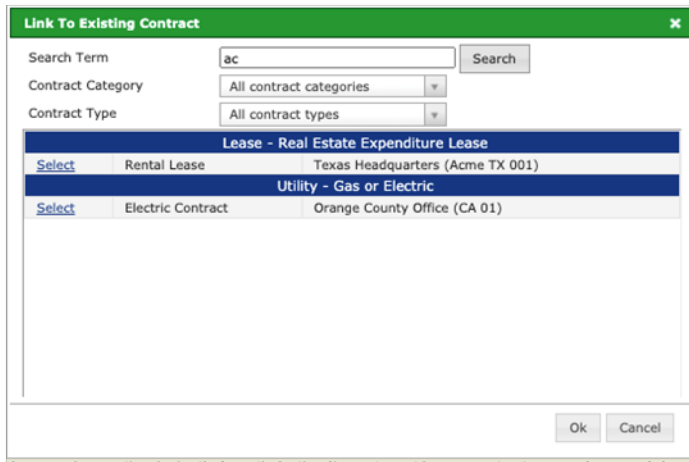 Link To Existing Contract
Search Term ac Search
Contract Category All contract categories
Contract Type All contract types
Lease - Real Estate Expenditure Lease
Select Rental Lease Texas Headquarters (Acme TX 001)
Utility - Gas or Electric
Select Electric Contract Orange County Office (CA 01)
Ok Cancel